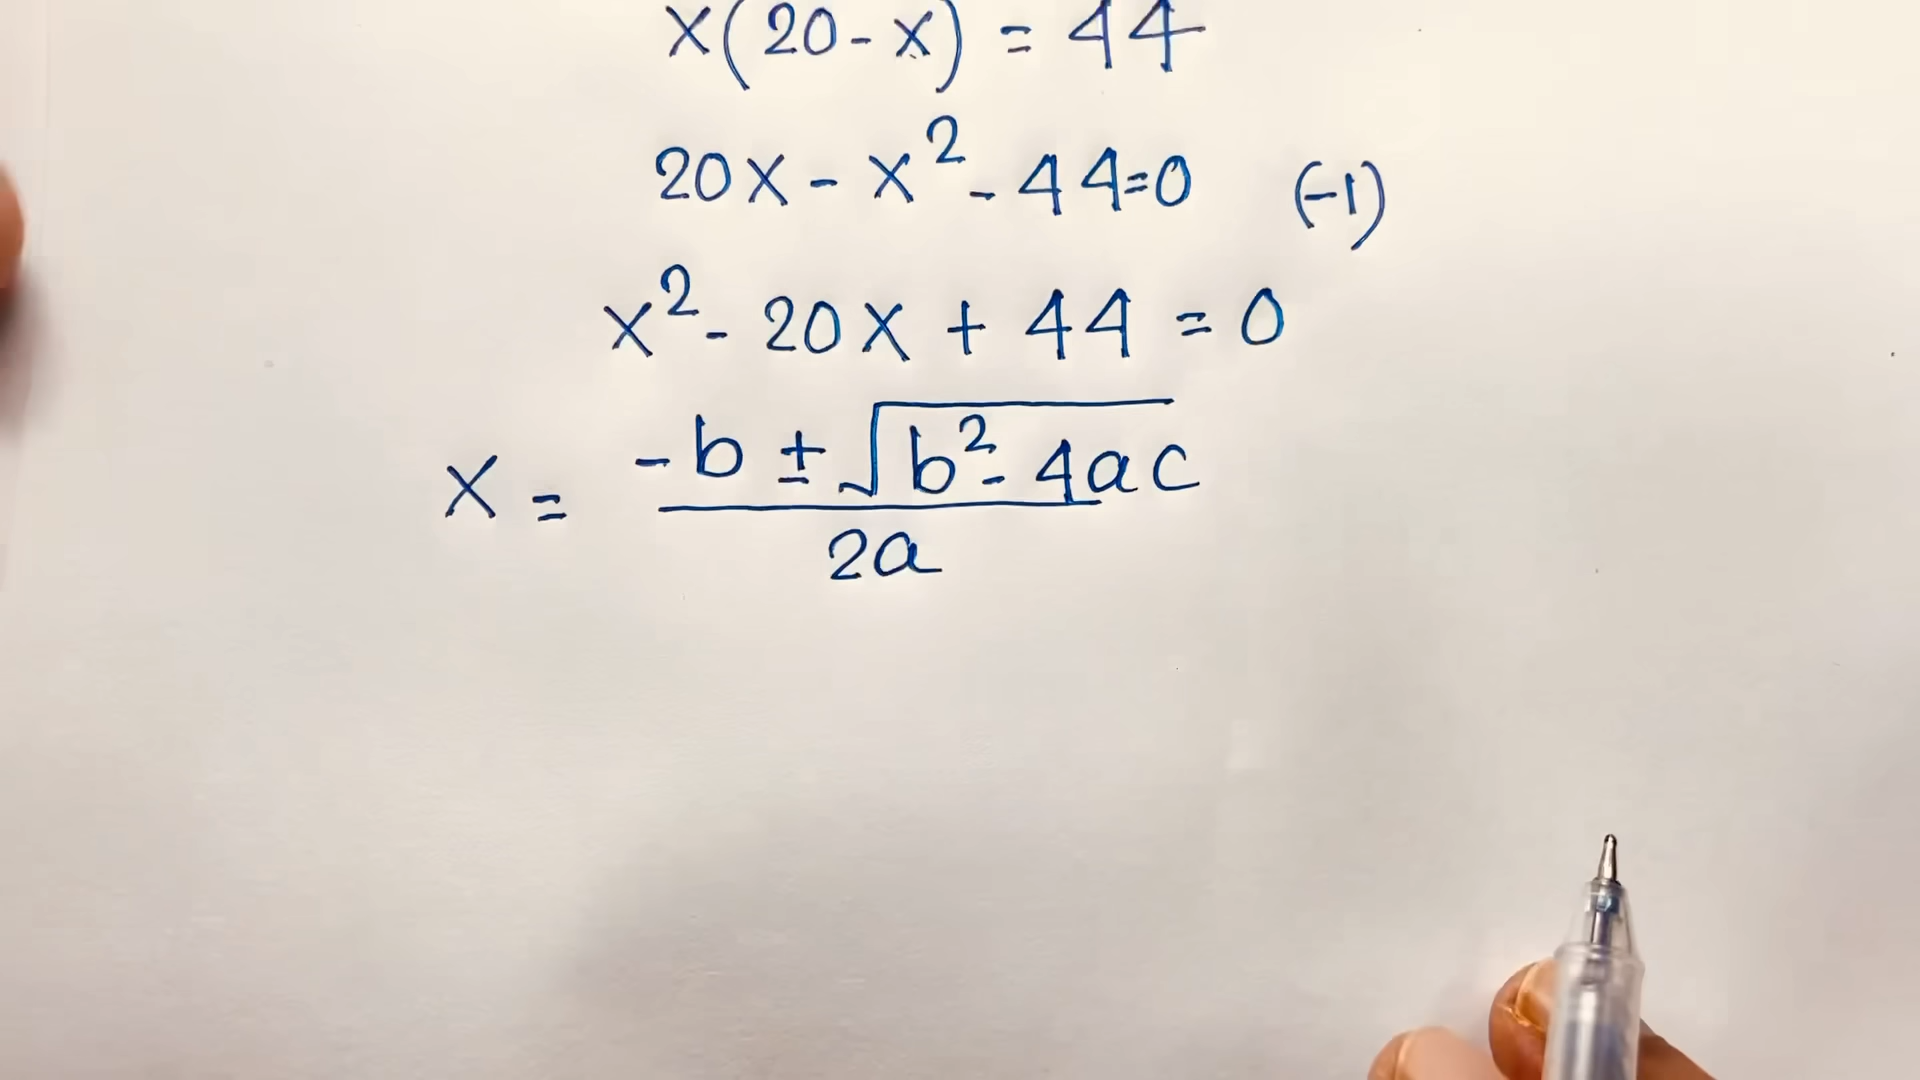 x(20-x) = 44
20x - x² - 44=0 (-1)
x² - 20x + 44 = 0
x = (-b ± √(b² - 4ac)) / 2a